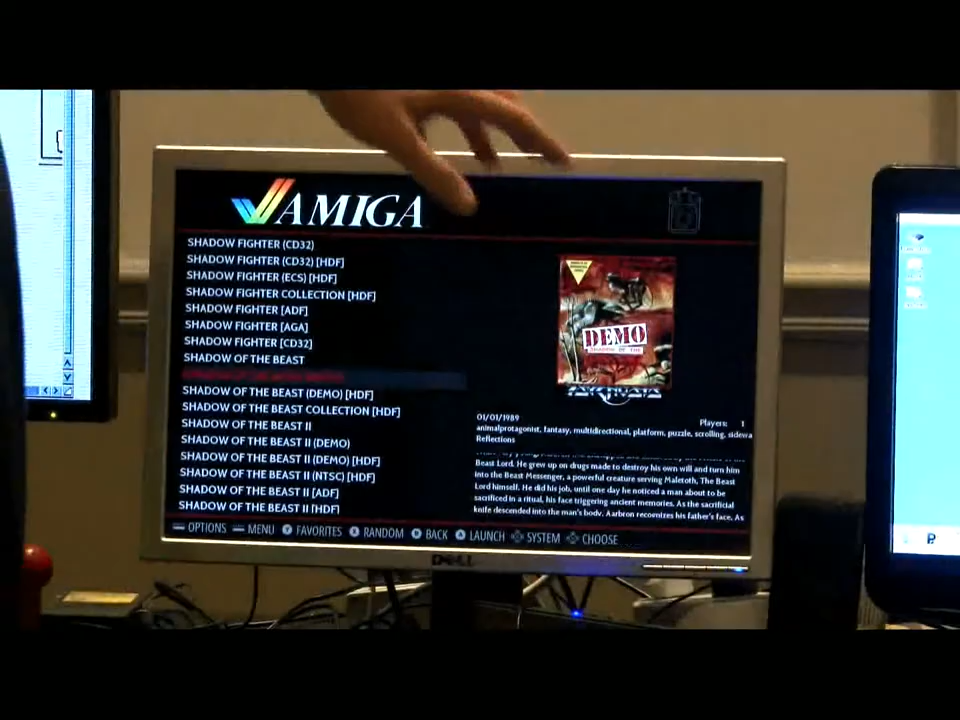 AMIGA
SHADOW FIGHTER (CD32)
SHADOW FIGHTER (CD32) [HDF]
SHADOW FIGHTER (ECS) [HDF]
SHADOW FIGHTER COLLECTION [HDF]
SHADOW FIGHTER [ADF]
SHADOW FIGHTER [AGA]
SHADOW FIGHTER [CD32]
SHADOW OF THE BEAST
SHADOW OF THE BEAST (DEMO) [HDF]
SHADOW OF THE BEAST COLLECTION [HDF]
SHADOW OF THE BEAST II
SHADOW OF THE BEAST II (DEMO)
SHADOW OF THE BEAST II (DEMO) [HDF]
SHADOW OF THE BEAST II (NTSC) [HDF]
SHADOW OF THE BEAST II [ADF]
SHADOW OF THE BEAST II [HDF]
DEMO
SHADOW OF THE
PSYGNOSIS
01/01/1989 Players: 1
animalprotagonist, fantasy, multidirectional, platform, puzzle, scrolling, sidewa
Reflections
Beast Lord. He grew up on drugs made to destroy his own will and turn him
into the Beast Messenger, a powerful creature serving Maletoth, The Beast
Lord himself. He did his job, until one day he noticed a man about to be
sacrificed in a ritual, his face triggering ancient memories. As the sacrificial
knife descended into the man's body, Aarbron recognizes his father's face. As
OPTIONS MENU Y FAVORITES X RANDOM B BACK A LAUNCH SYSTEM CHOOSE
DELL